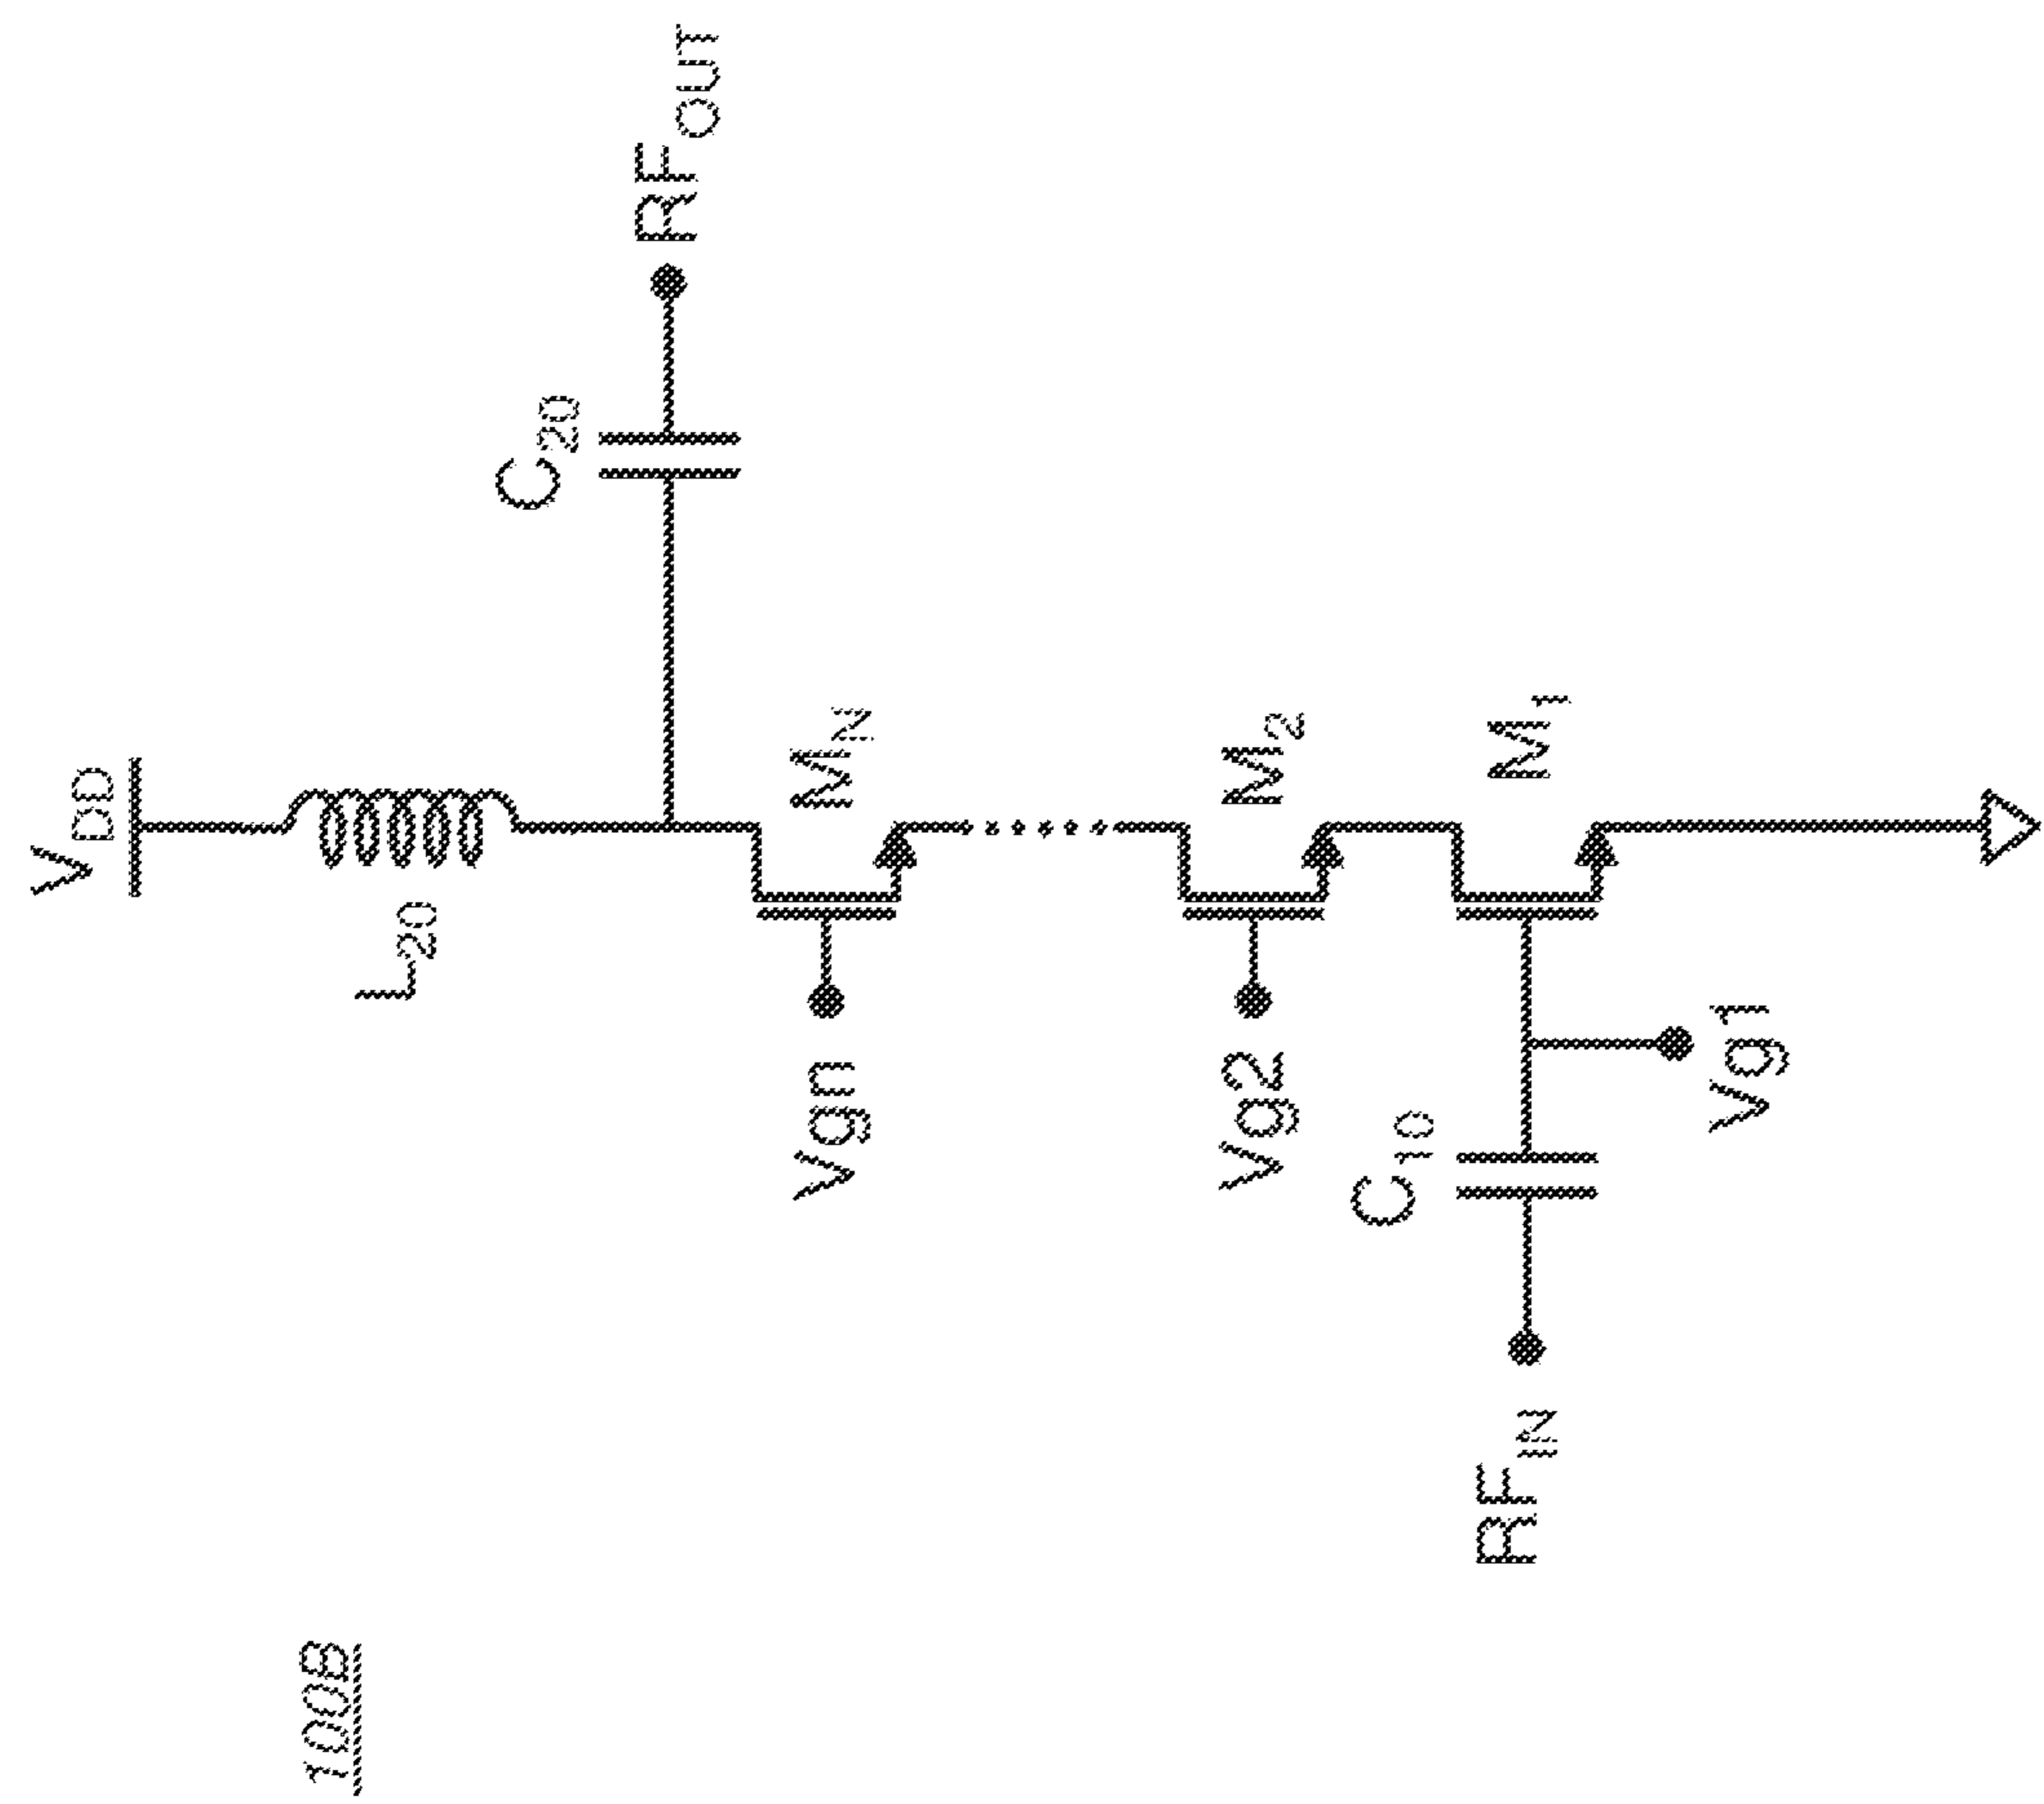 100B
V_DD
L_20
C_20
RF_OUT
Vgn
M_N
Vg2
M_2
C_10
RF_IN
M_1
Vg1